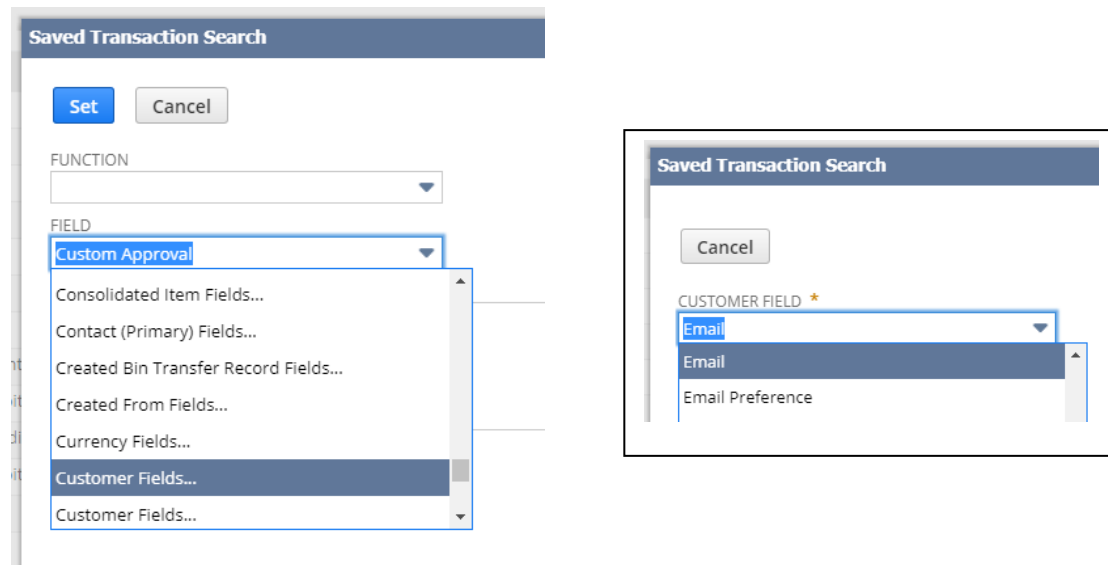 Saved Transaction Search
Set
Cancel
FUNCTION
FIELD
Custom Approval
Consolidated Item Fields...
Contact (Primary) Fields...
Created Bin Transfer Record Fields...
Created From Fields...
Currency Fields...
Customer Fields...
Customer Fields...
Saved Transaction Search
Cancel
CUSTOMER FIELD *
Email
Email
Email Preference